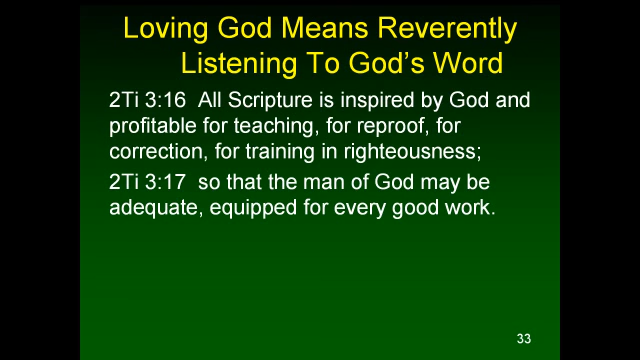 Loving God Means Reverently
Listening To God's Word
2Ti 3:16  All Scripture is inspired by God and
profitable for teaching, for reproof, for
correction, for training in righteousness;
2Ti 3:17  so that the man of God may be
adequate, equipped for every good work.
33